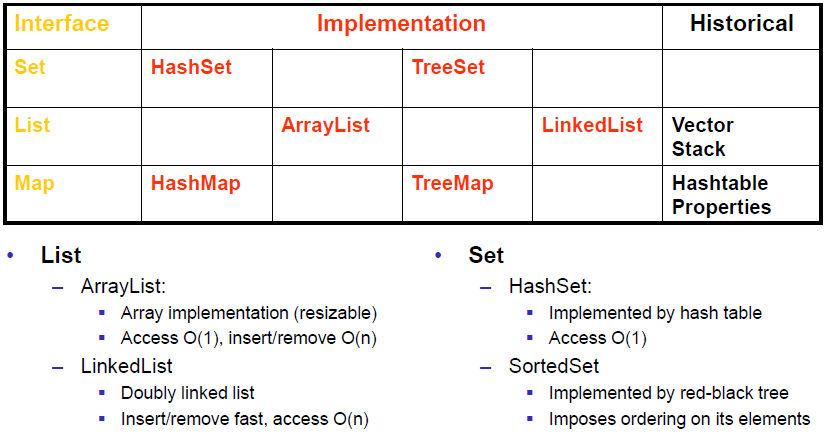 Interface Implementation Historical
Set HashSet TreeSet
List ArrayList LinkedList Vector
Stack
Map HashMap TreeMap Hashtable
Properties
• List
– ArrayList:
▪ Array implementation (resizable)
▪ Access O(1), insert/remove O(n)
– LinkedList
▪ Doubly linked list
▪ Insert/remove fast, access O(n)
• Set
– HashSet:
▪ Implemented by hash table
▪ Access O(1)
– SortedSet
▪ Implemented by red-black tree
▪ Imposes ordering on its elements